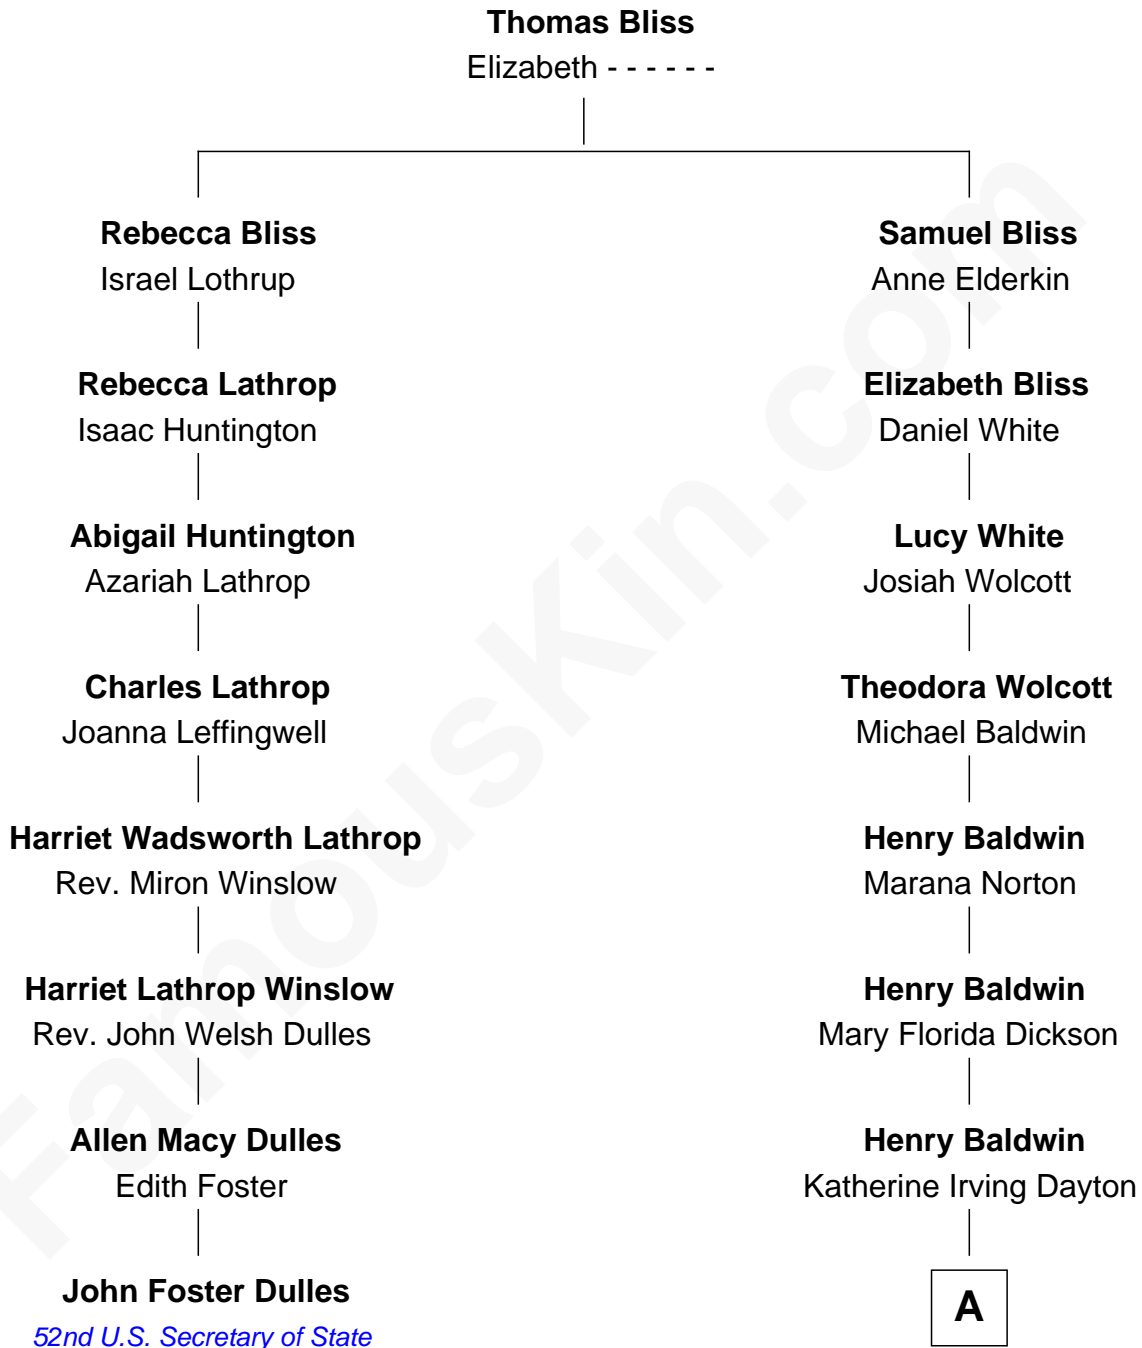 Thomas Bliss
Elizabeth - - - - - -
Rebecca Bliss
Israel Lothrup
Rebecca Lathrop
Isaac Huntington
Abigail Huntington
Azariah Lathrop
Charles Lathrop
Joanna Leffingwell
Harriet Wadsworth Lathrop
Rev. Miron Winslow
Harriet Lathrop Winslow
Rev. John Welsh Dulles
Allen Macy Dulles
Edith Foster
John Foster Dulles
52nd U.S. Secretary of State
Samuel Bliss
Anne Elderkin
Elizabeth Bliss
Daniel White
Lucy White
Josiah Wolcott
Theodora Wolcott
Michael Baldwin
Henry Baldwin
Marana Norton
Henry Baldwin
Mary Florida Dickson
Henry Baldwin
Katherine Irving Dayton
A
FamousKin.com